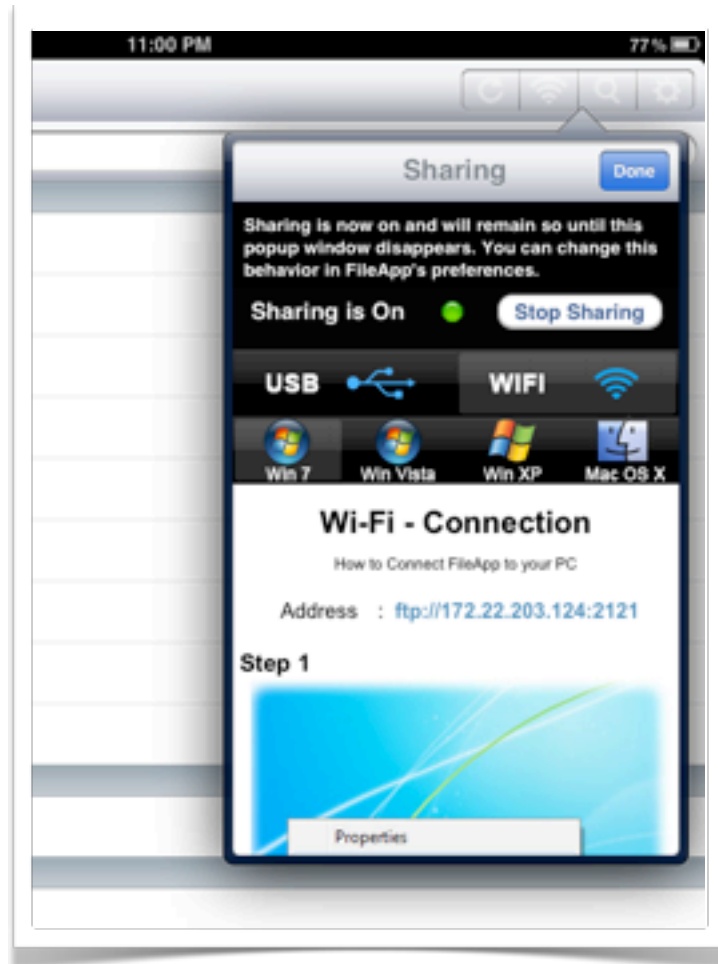 11:00 PM
77%
Sharing
Done
Sharing is now on and will remain so until this
popup window disappears. You can change this
behavior in FileApp's preferences.
Sharing is On
Stop Sharing
USB
WIFI
Win 7
Win Vista
Win XP
Mac OS X
Wi-Fi - Connection
How to Connect FileApp to your PC
Address : ftp://172.22.203.124:2121
Step 1
Properties